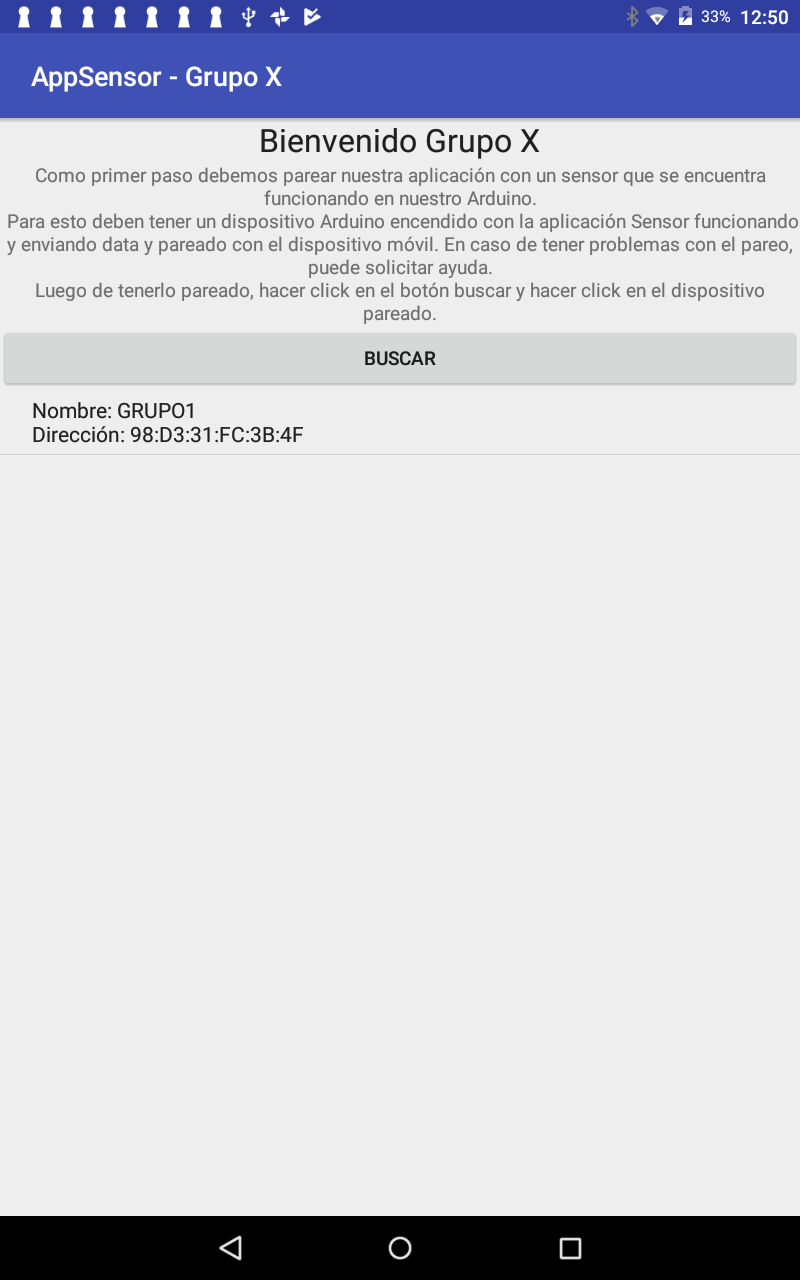 33% 12:50
AppSensor - Grupo X
Bienvenido Grupo X
Como primer paso debemos parear nuestra aplicación con un sensor que se encuentra
funcionando en nuestro Arduino.
Para esto deben tener un dispositivo Arduino encendido con la aplicación Sensor funcionando
y enviando data y pareado con el dispositivo móvil. En caso de tener problemas con el pareo,
puede solicitar ayuda.
Luego de tenerlo pareado, hacer click en el botón buscar y hacer click en el dispositivo
pareado.
BUSCAR
Nombre: GRUPO1
Dirección: 98:D3:31:FC:3B:4F